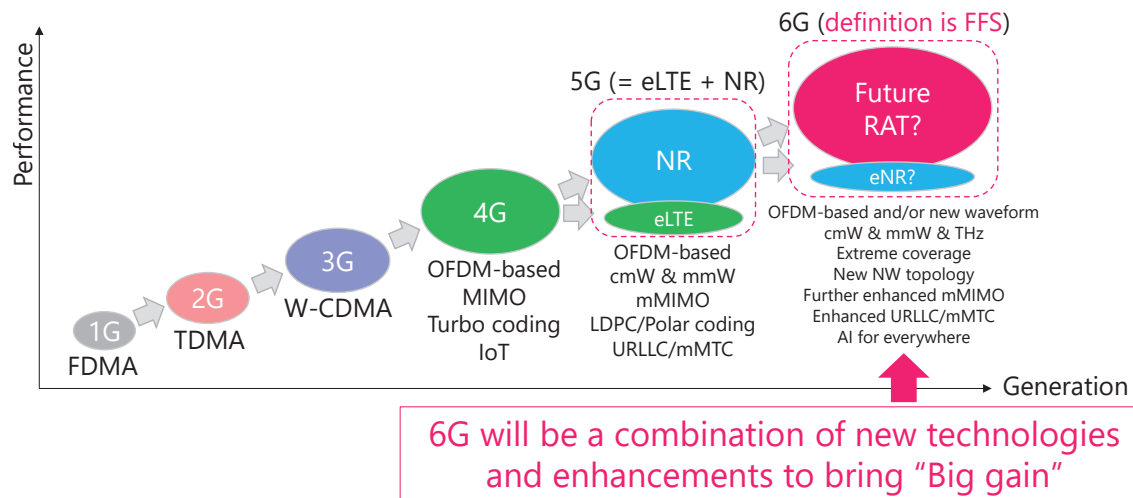 Performance
1G
FDMA
2G
TDMA
3G
W-CDMA
4G
OFDM-based
MIMO
Turbo coding
IoT
5G (= eLTE + NR)
NR
eLTE
OFDM-based
cmW & mmW
mMIMO
LDPC/Polar coding
URLLC/mMTC
6G (definition is FFS)
Future
RAT?
eNR?
OFDM-based and/or new waveform
cmW & mmW & THz
Extreme coverage
New NW topology
Further enhanced mMIMO
Enhanced URLLC/mMTC
AI for everywhere
Generation
6G will be a combination of new technologies
and enhancements to bring “Big gain”